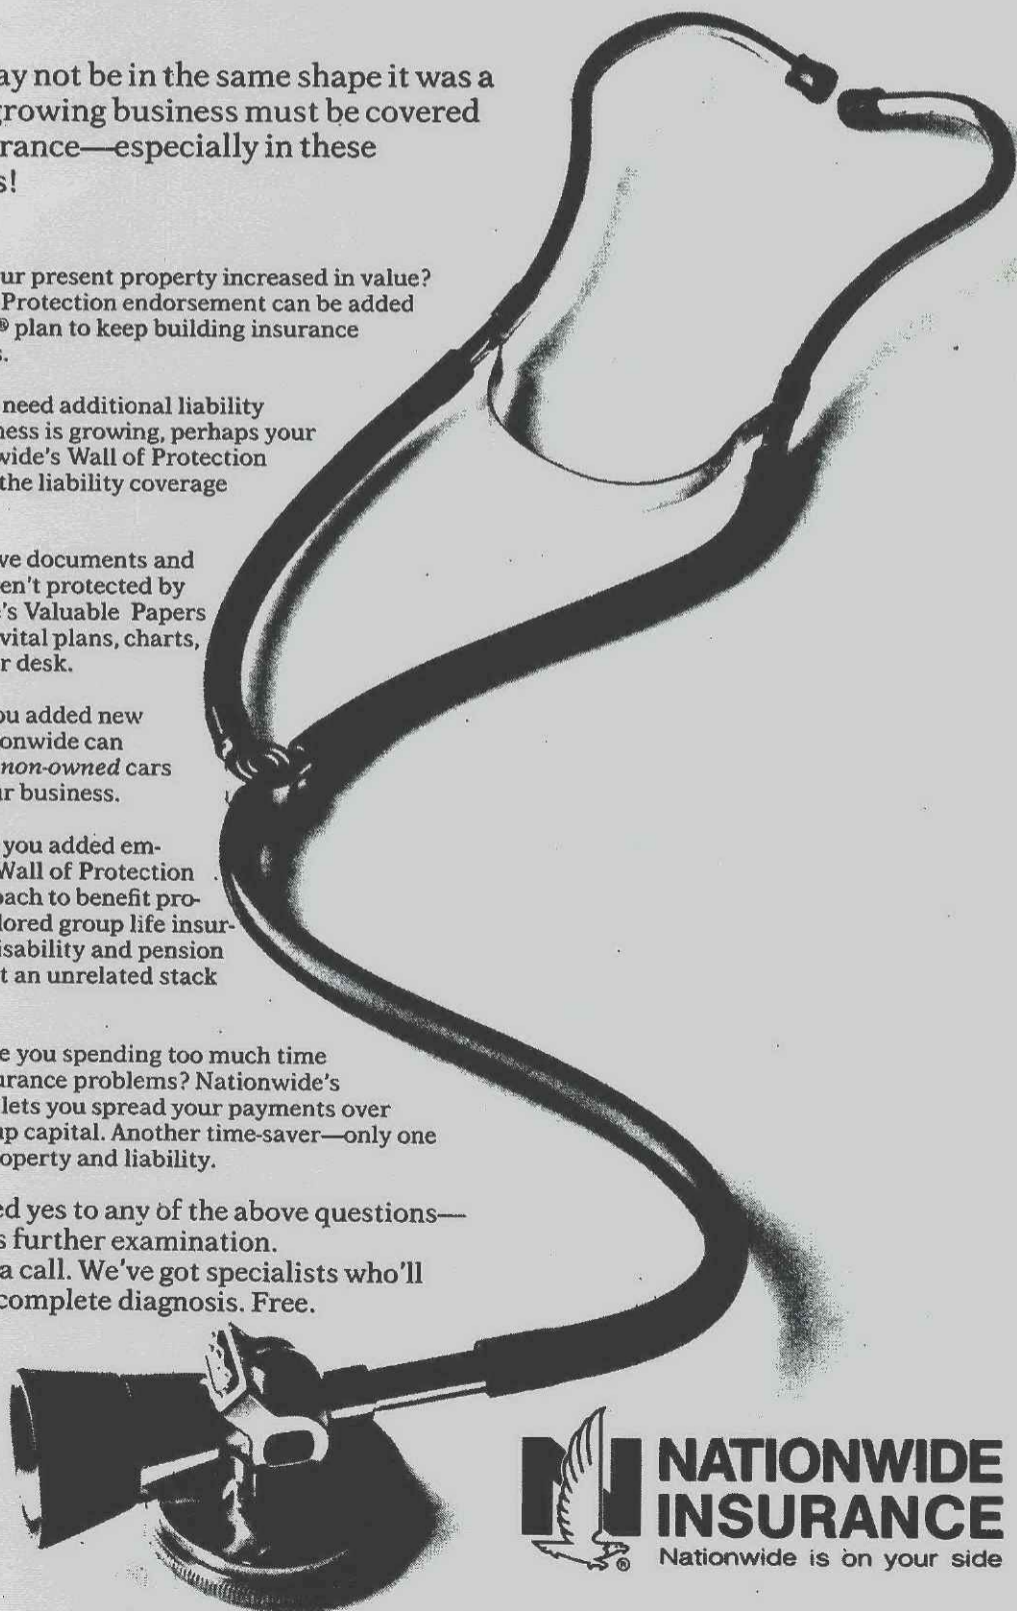 ay not be in the same shape it was a
growing business must be covered
rance—especially in these
s!
ur present property increased in value?
Protection endorsement can be added
® plan to keep building insurance
s.
need additional liability
ness is growing, perhaps your
wide's Wall of Protection
the liability coverage
ve documents and
en't protected by
's Valuable Papers
vital plans, charts,
r desk.
ou added new
onwide can
non-owned cars
ur business.
you added em-
Wall of Protection
oach to benefit pro-
lored group life insur-
isability and pension
t an unrelated stack
e you spending too much time
urance problems? Nationwide's
lets you spread your payments over
up capital. Another time-saver—only one
operty and liability.
ed yes to any of the above questions—
s further examination.
a call. We've got specialists who'll
complete diagnosis. Free.
N
NATIONWIDE
INSURANCE
Nationwide is on your side
®